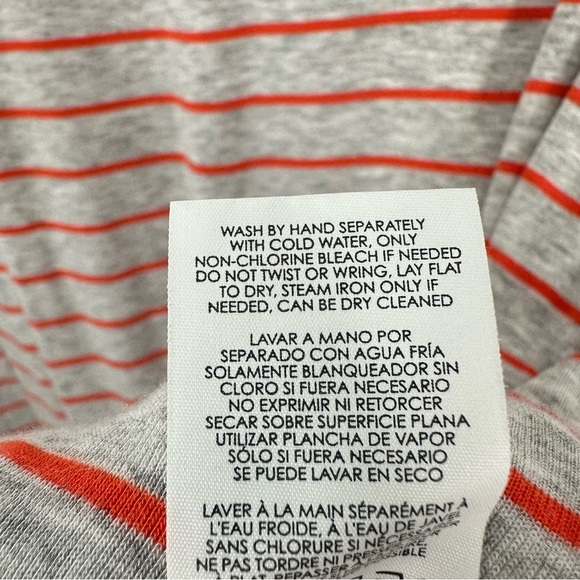 WASH BY HAND SEPARATELY
WITH COLD WATER, ONLY
NON-CHLORINE BLEACH IF NEEDED
DO NOT TWIST OR WRING, LAY FLAT
TO DRY, STEAM IRON ONLY IF
NEEDED, CAN BE DRY CLEANED
LAVAR A MANO POR
SEPARADO CON AGUA FRÍA
SOLAMENTE BLANQUEADOR SIN
CLORO SI FUERA NECESARIO
NO EXPRIMIR NI RETORCER
SECAR SOBRE SUPERFICIE PLANA
UTILIZAR PLANCHA DE VAPOR
SÓLO SI FUERA NECESARIO
SE PUEDE LAVAR EN SECO
LAVER À LA MAIN SÉPARÉMENT À
L'EAU FROIDE, À L'EAU DE JAVEL
SANS CHLORURE SI NÉCESSAIRE
NE PAS TORDRE NI PRESSER
À PLAT, REPASSER À